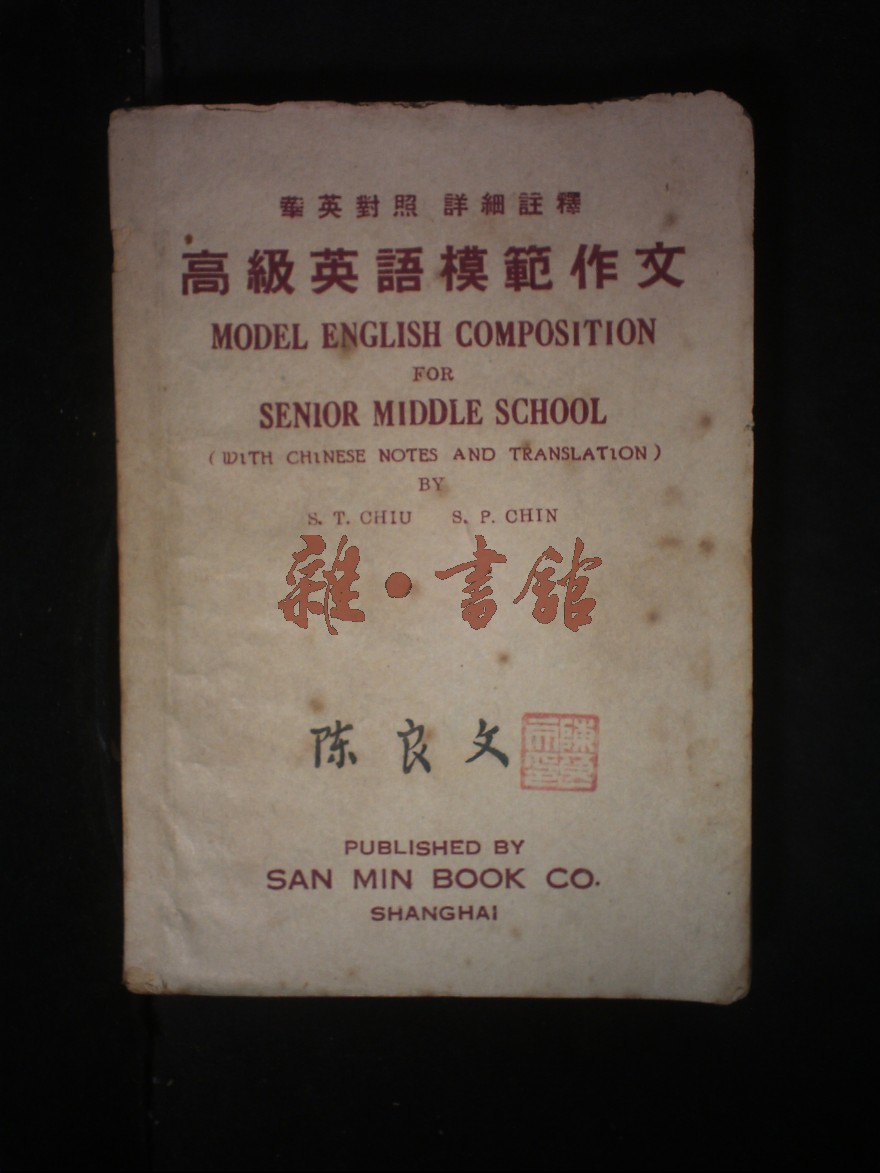 華英對照 詳細註釋
高級英語模範作文
MODEL ENGLISH COMPOSITION
FOR
SENIOR MIDDLE SCHOOL
(WITH CHINESE NOTES AND TRANSLATION)
BY
S. T. CHIU S. P. CHIN
雜·書館
陈良文
PUBLISHED BY
SAN MIN BOOK CO.
SHANGHAI